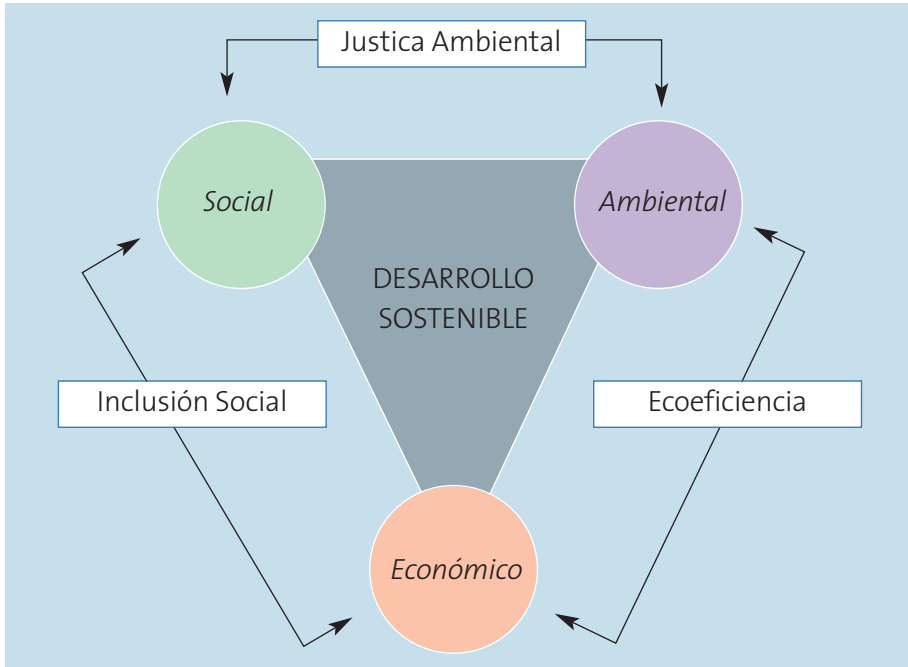 Justica Ambiental
Social
Ambiental
DESARROLLO
SOSTENIBLE
Inclusión Social
Ecoeficiencia
Económico